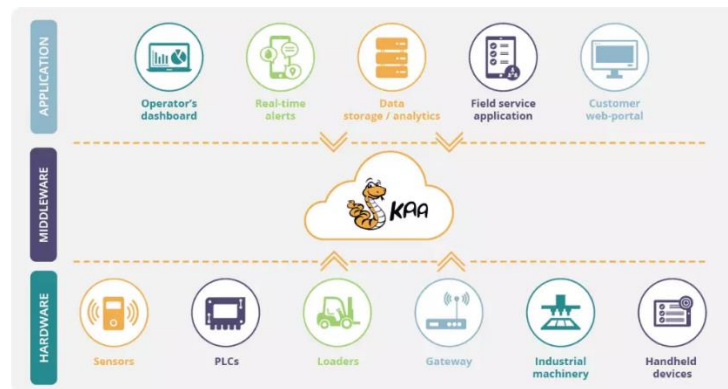 APPLICATION
Operator's
dashboard
Real-time
alerts
Data
storage / analytics
Field service
application
Customer
web-portal
MIDDLEWARE
KAA
HARDWARE
Sensors
PLCs
Loaders
Gateway
Industrial
machinery
Handheld
devices